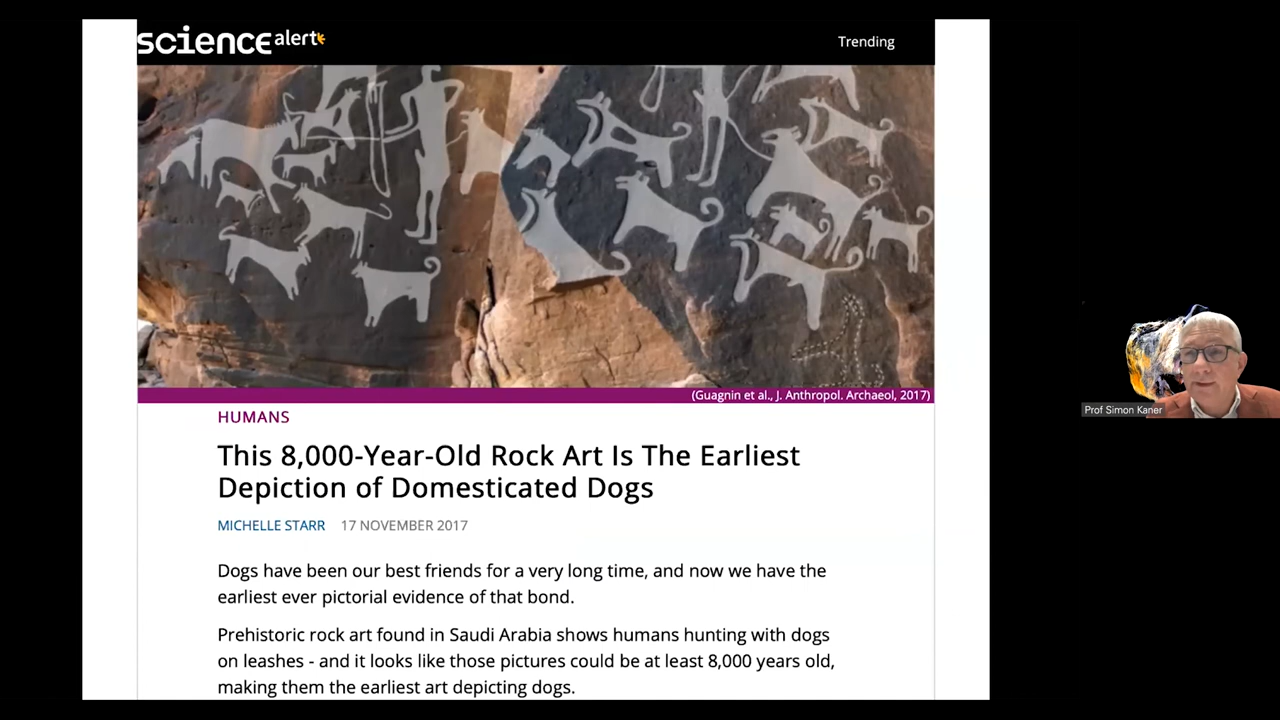 science alert
Trending
(Guagnin et al., J. Anthropol. Archaeol, 2017)
HUMANS
This 8,000-Year-Old Rock Art Is The Earliest
Depiction of Domesticated Dogs
MICHELLE STARR 17 NOVEMBER 2017
Dogs have been our best friends for a very long time, and now we have the
earliest ever pictorial evidence of that bond.
Prehistoric rock art found in Saudi Arabia shows humans hunting with dogs
on leashes - and it looks like those pictures could be at least 8,000 years old,
making them the earliest art depicting dogs.
Prof Simon Kaner